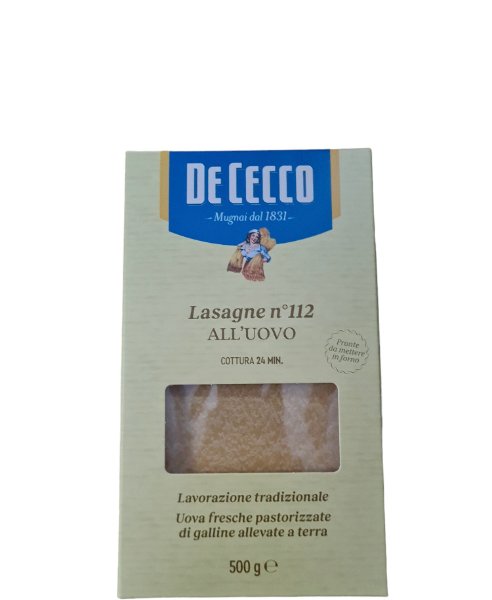 DE CECCO
Mugnai dal 1831
Lasagne n°112
ALL'UOVO
COTTURA 24 MIN.
Pronte
da mettere
in forno
Lavorazione tradizionale
Uova fresche pastorizzate
di galline allevate a terra
500 g ℮